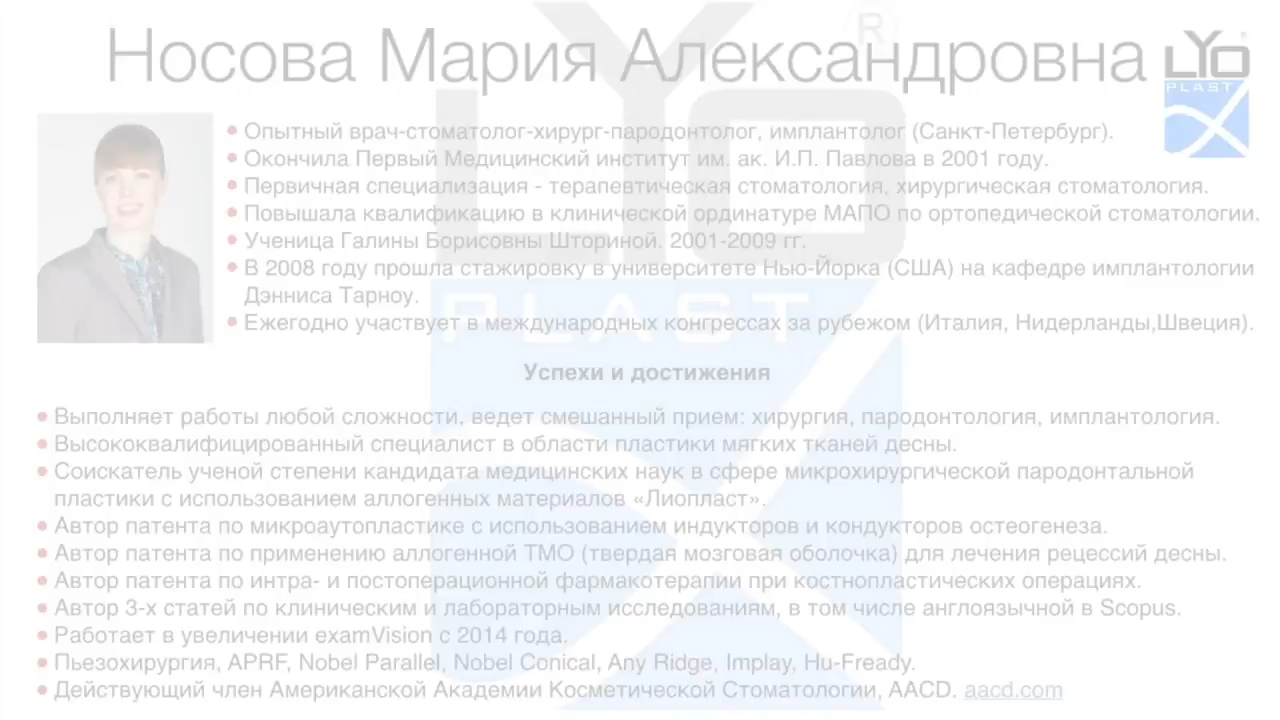 Носова Мария Александровна
LYO
PLAST
®
LYO
PLAST
• Опытный врач-стоматолог-хирург-пародонтолог, имплантолог (Санкт-Петербург).
• Окончила Первый Медицинский институт им. ак. И.П. Павлова в 2001 году.
• Первичная специализация - терапевтическая стоматология, хирургическая стоматология.
• Повышала квалификацию в клинической ординатуре МАПО по ортопедической стоматологии.
• Ученица Галины Борисовны Шториной. 2001-2009 гг.
• В 2008 году прошла стажировку в университете Нью-Йорка (США) на кафедре имплантологии
Дэнниса Тарноу.
• Ежегодно участвует в международных конгрессах за рубежом (Италия, Нидерланды,Швеция).
Успехи и достижения
• Выполняет работы любой сложности, ведет смешанный прием: хирургия, пародонтология, имплантология.
• Высококвалифицированный специалист в области пластики мягких тканей десны.
• Соискатель ученой степени кандидата медицинских наук в сфере микрохирургической пародонтальной
пластики с использованием аллогенных материалов «Лиопласт».
• Автор патента по микроаутопластике с использованием индукторов и кондукторов остеогенеза.
• Автор патента по применению аллогенной ТМО (твердая мозговая оболочка) для лечения рецессий десны.
• Автор патента по интра- и постоперационной фармакотерапии при костнопластических операциях.
• Автор 3-х статей по клиническим и лабораторным исследованиям, в том числе англоязычной в Scopus.
• Работает в увеличении examVision с 2014 года.
• Пьезохирургия, APRF, Nobel Parallel, Nobel Conical, Any Ridge, Implay, Hu-Fready.
• Действующий член Американской Академии Косметической Стоматологии, AACD. aacd.com